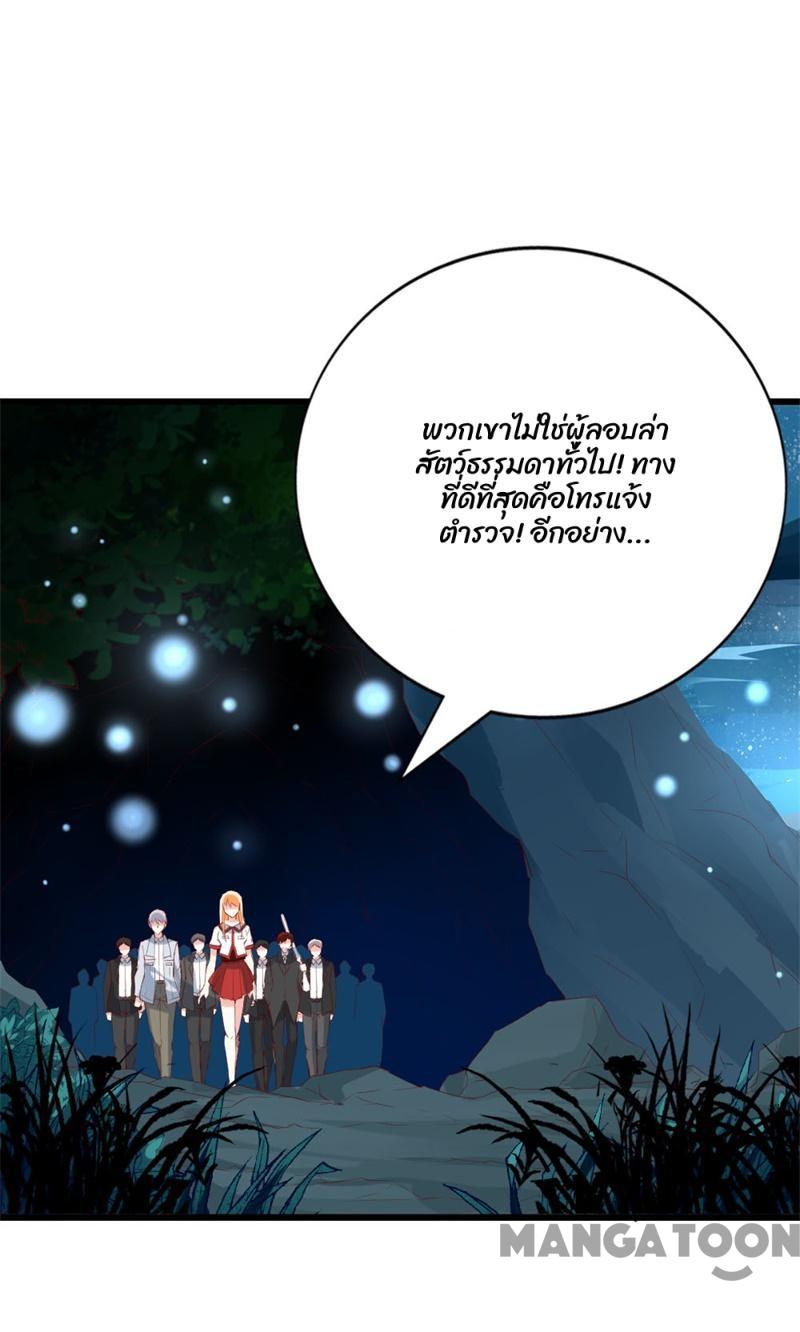 พวกเขาไม่ใช่ผู้ลอบล่า
สัตว์ธรรมดาทั่วไป! ทาง
ที่ดีที่สุดคือโทรแจ้ง
ตำรวจ! อีกอย่าง...
MANGATOON